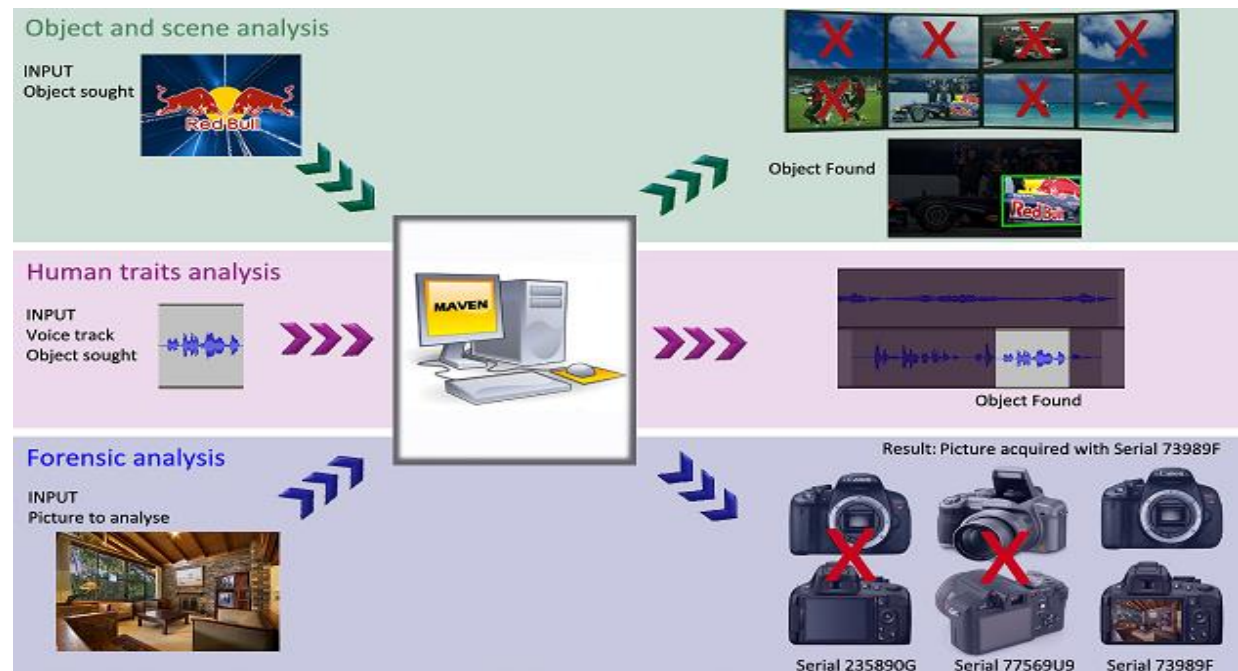 Object and scene analysis
INPUT
Object sought
Red Bull
Object Found
Red Bull
Human traits analysis
INPUT
Voice track
Object sought
MAVEN
Object Found
Forensic analysis
INPUT
Picture to analyse
Result: Picture acquired with Serial 73989F
Serial 235890G
Serial 77569U9
Serial 73989F